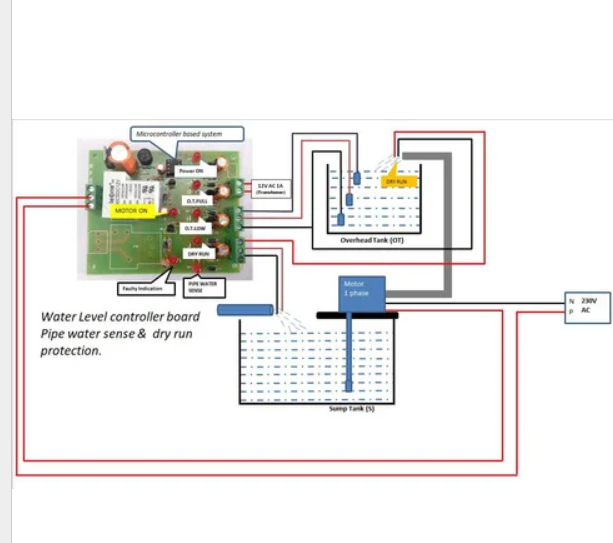 Microcontroller based system
Power ON
12V AC 1A
(Transformer)
O.T.FULL
MOTOR ON
O.T.LOW
DRY RUN
Faulty Indication
PIPE WATER
SENSE
DRY RUN
Overhead Tank (OT)
Motor
1 phase
N 230V
P AC
Water Level controller board
Pipe water sense & dry run
protection.
Sump Tank (S)